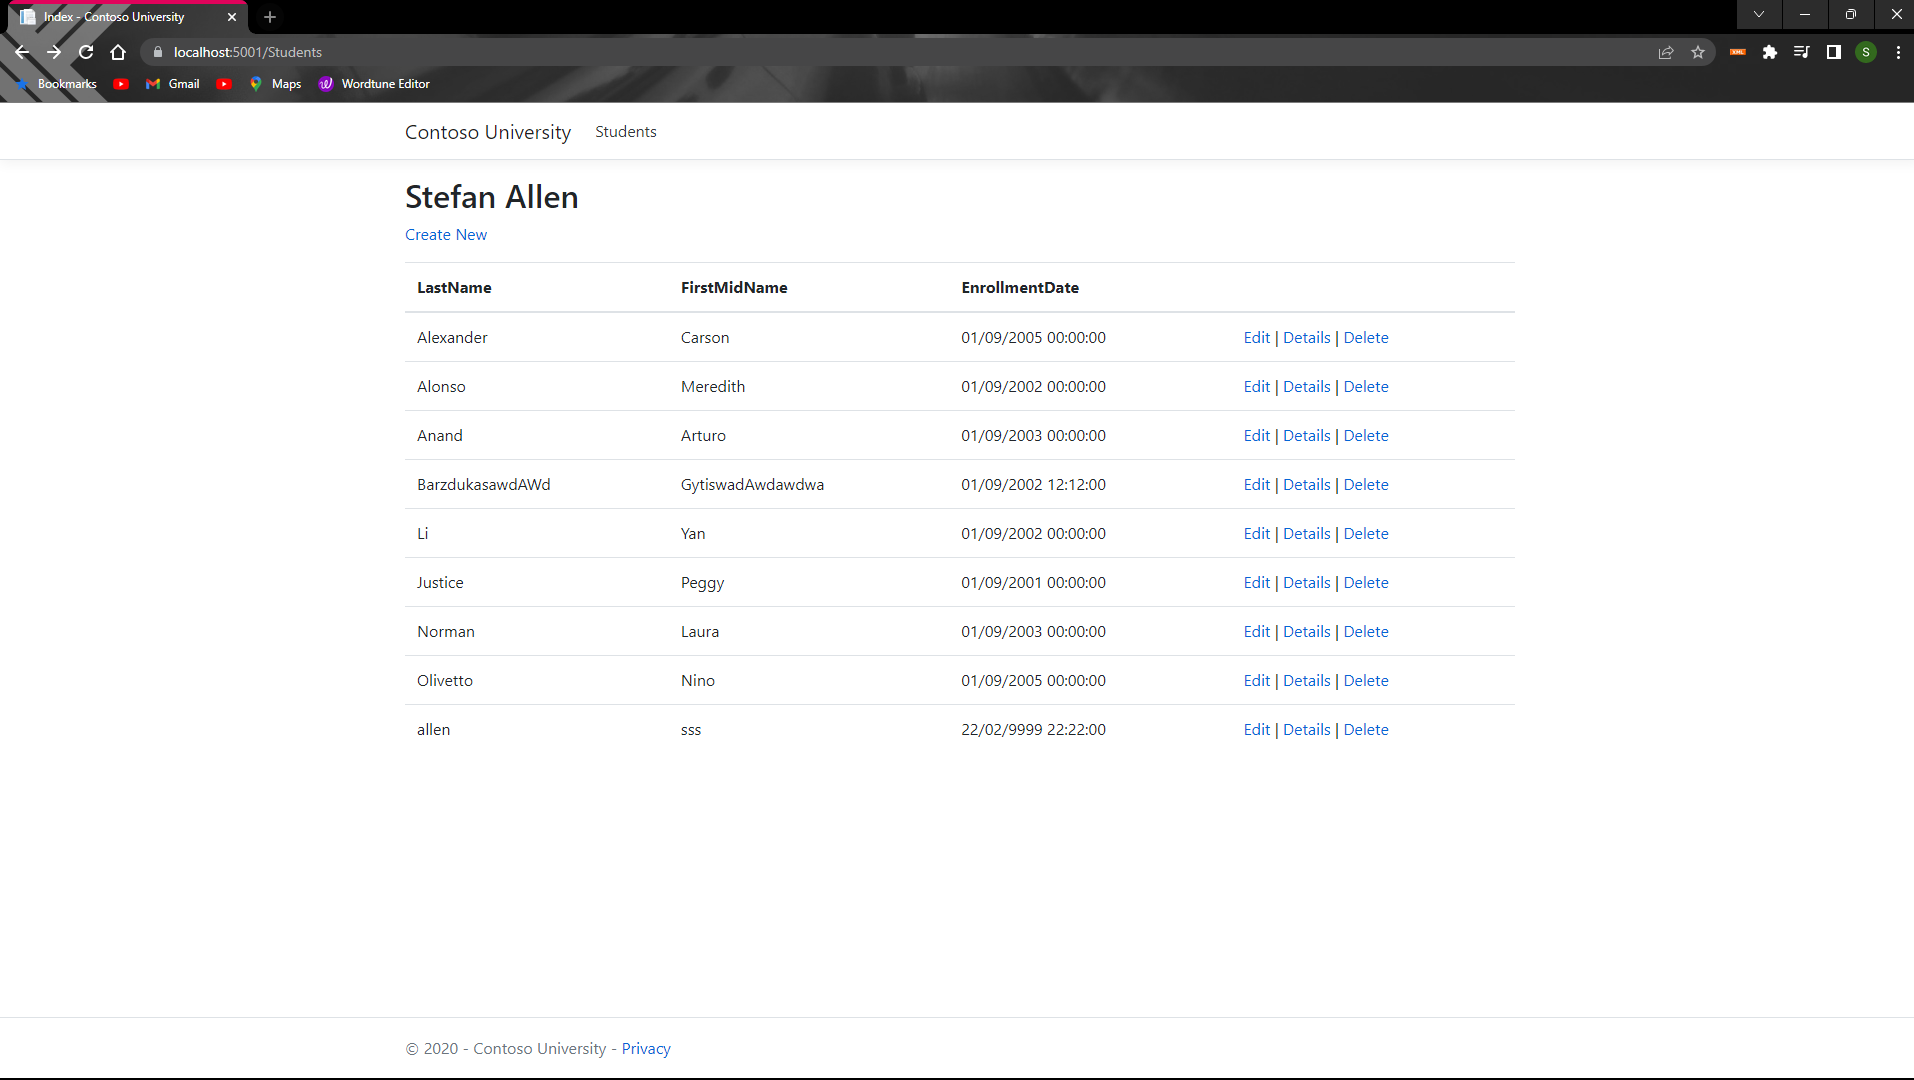 Index - Contoso University
localhost:5001/Students
S
Bookmarks Gmail Maps Wordtune Editor
Contoso University Students
Stefan Allen
Create New
LastName FirstMidName EnrollmentDate
Alexander Carson 01/09/2005 00:00:00 Edit | Details | Delete
Alonso Meredith 01/09/2002 00:00:00 Edit | Details | Delete
Anand Arturo 01/09/2003 00:00:00 Edit | Details | Delete
BarzdukasawdAWd GytiswadAwdawdwa 01/09/2002 12:12:00 Edit | Details | Delete
Li Yan 01/09/2002 00:00:00 Edit | Details | Delete
Justice Peggy 01/09/2001 00:00:00 Edit | Details | Delete
Norman Laura 01/09/2003 00:00:00 Edit | Details | Delete
Olivetto Nino 01/09/2005 00:00:00 Edit | Details | Delete
allen sss 22/02/9999 22:22:00 Edit | Details | Delete
© 2020 - Contoso University - Privacy